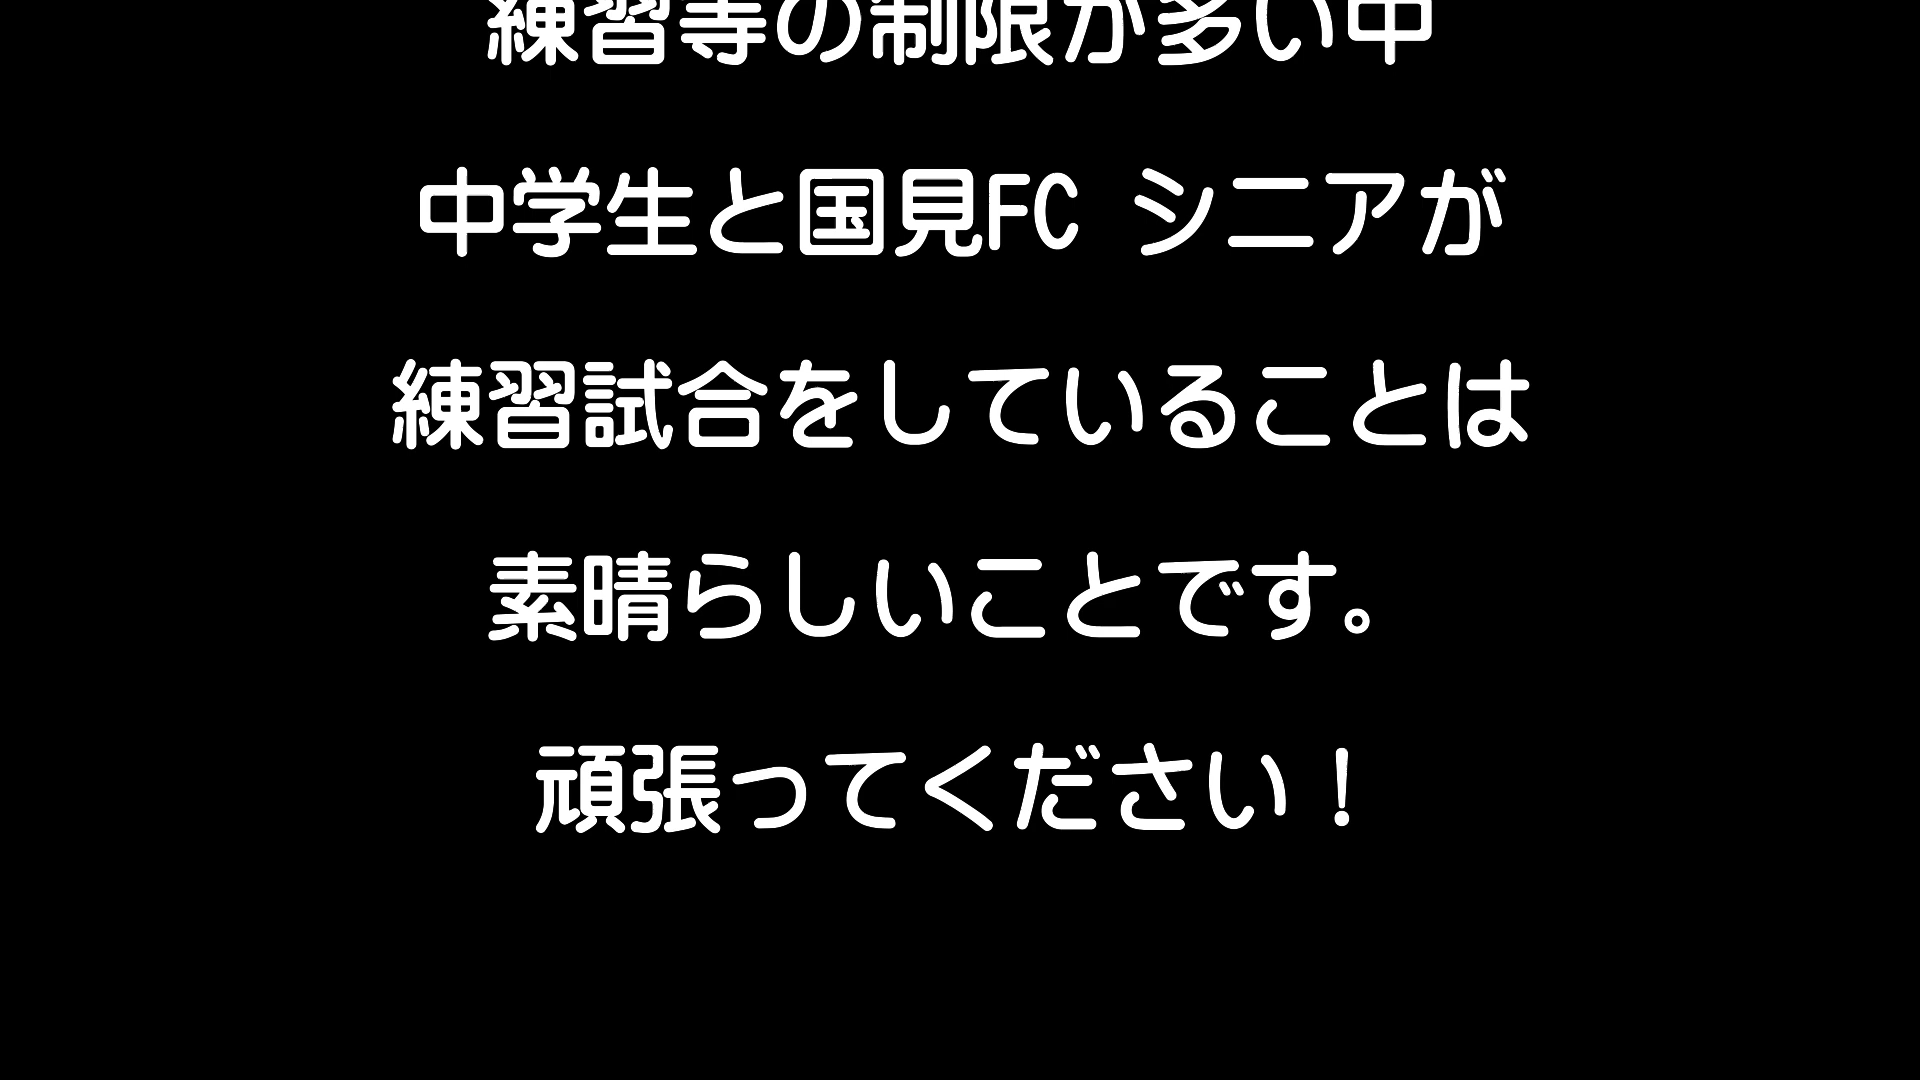 練習等の制限が多い中
中学生と国見FC シニアが
練習試合をしていることは
素晴らしいことです。
頑張ってください！